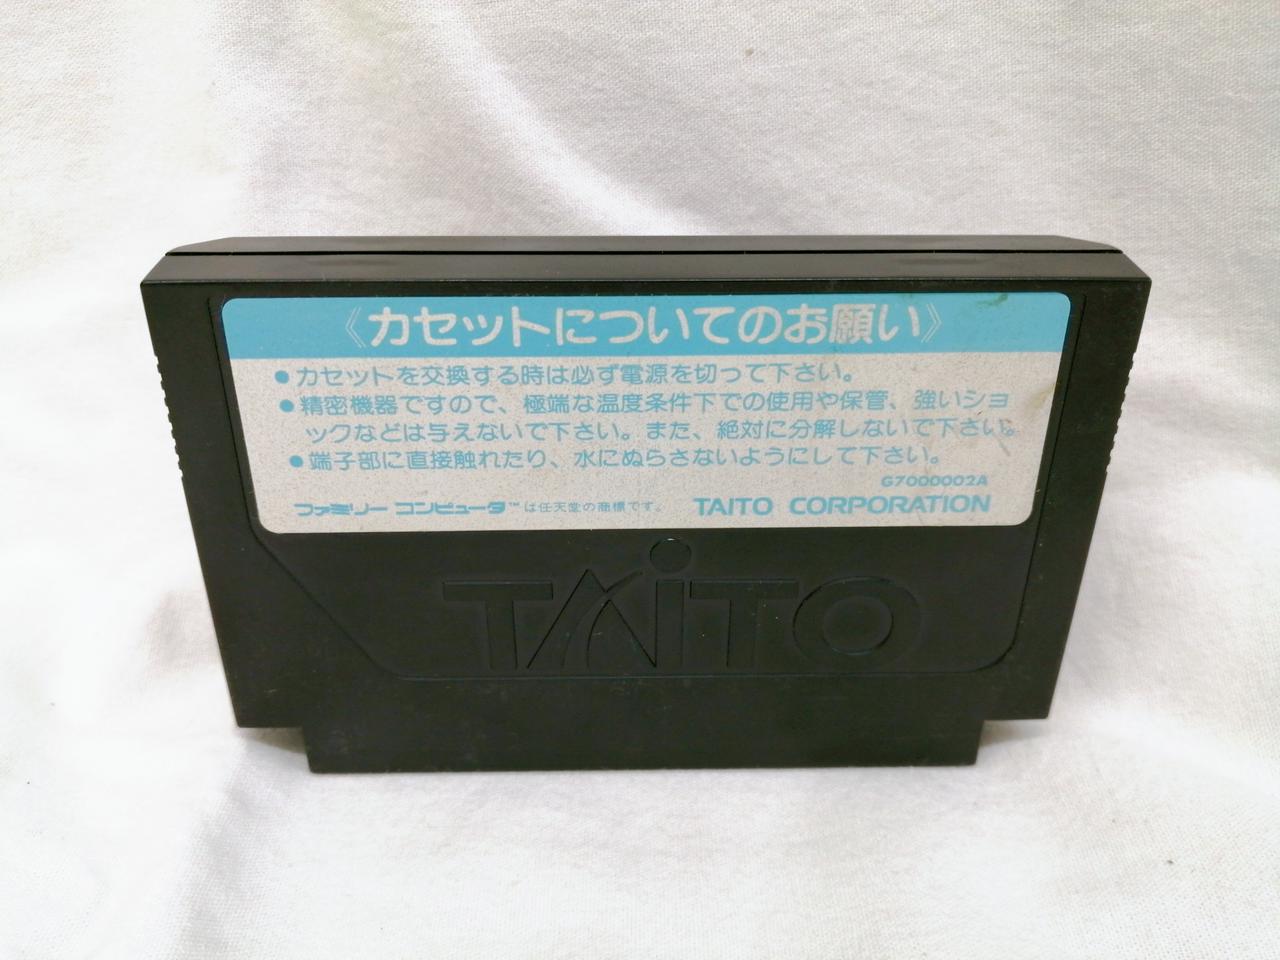 《カセットについてのお願い》
●カセットを交換する時は必ず電源を切って下さい。
●精密機器ですので、極端な温度条件下での使用や保管、強いショ
ックなどは与えないで下さい。また、絶対に分解しないで下さい。
●端子部に直接触れたり、水にぬらさないようにして下さい。
G7000002A
ファミリー コンピュータ™は任天堂の商標です。 TAITO CORPORATION
TAITO